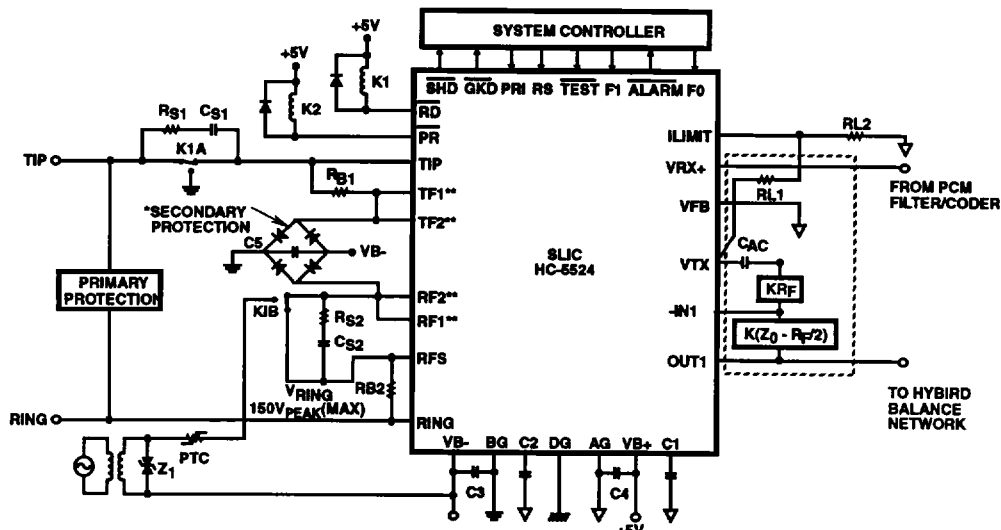 SYSTEM CONTROLLER
+5V
+5V
K1
K2
SHD GKD PRI RS TEST F1 ALARM F0
RD
PR
RS1 CS1
K1A
TIP
TIP
RB1
TF1**
TF2**
*SECONDARY
PROTECTION
C5
VB-
PRIMARY
PROTECTION
KIB
RF2**
RF1**
RS2
CS2
RFS
VRING
150VPEAK(MAX)
RB2
RING
RING
PTC
Z1
SLIC
HC-5524
ILIMIT
RL2
VRX+
RL1
FROM PCM
FILTER/CODER
VFB
CAC
VTX
KRF
-IN1
K(Z0 - RF/2)
OUT1
TO HYBIRD
BALANCE
NETWORK
VB- BG C2 DG AG VB+ C1
C3
C4
+5V